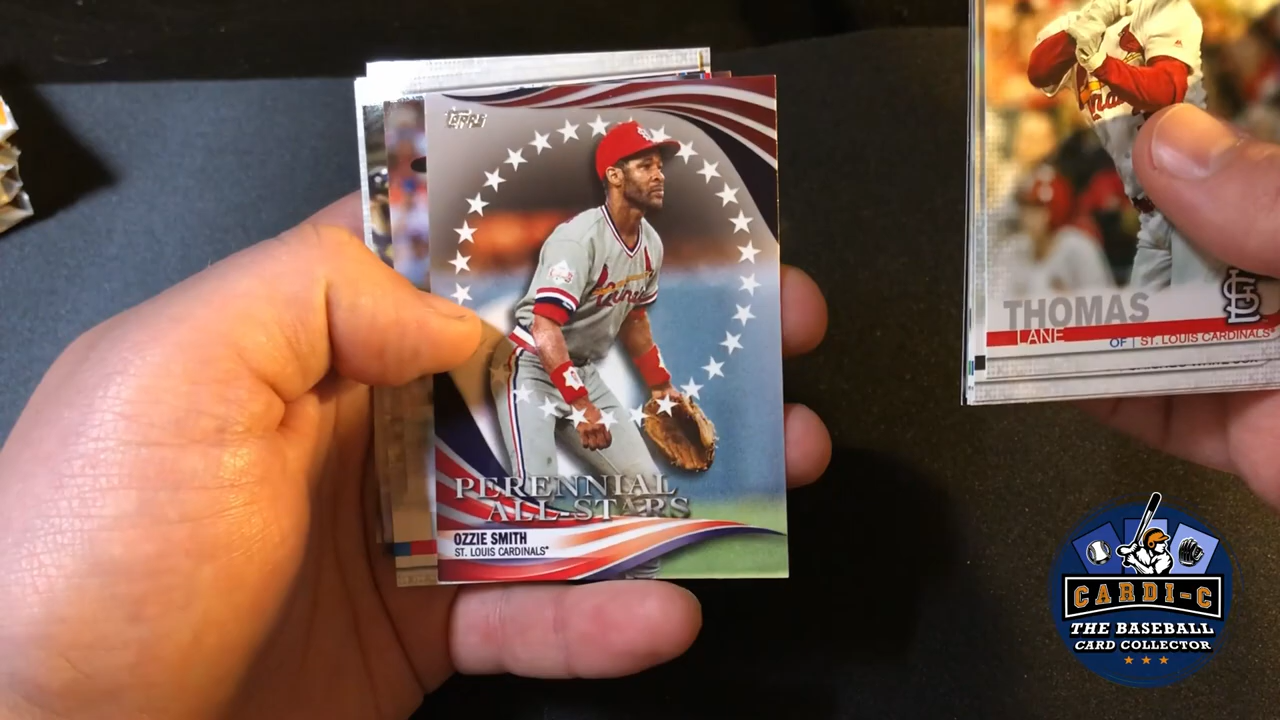 Topps
PERENNIAL
ALL-STARS
OZZIE SMITH
ST. LOUIS CARDINALS
THOMAS
LANE
OF | ST. LOUIS CARDINALS
CARDI-C
THE BASEBALL
CARD COLLECTOR